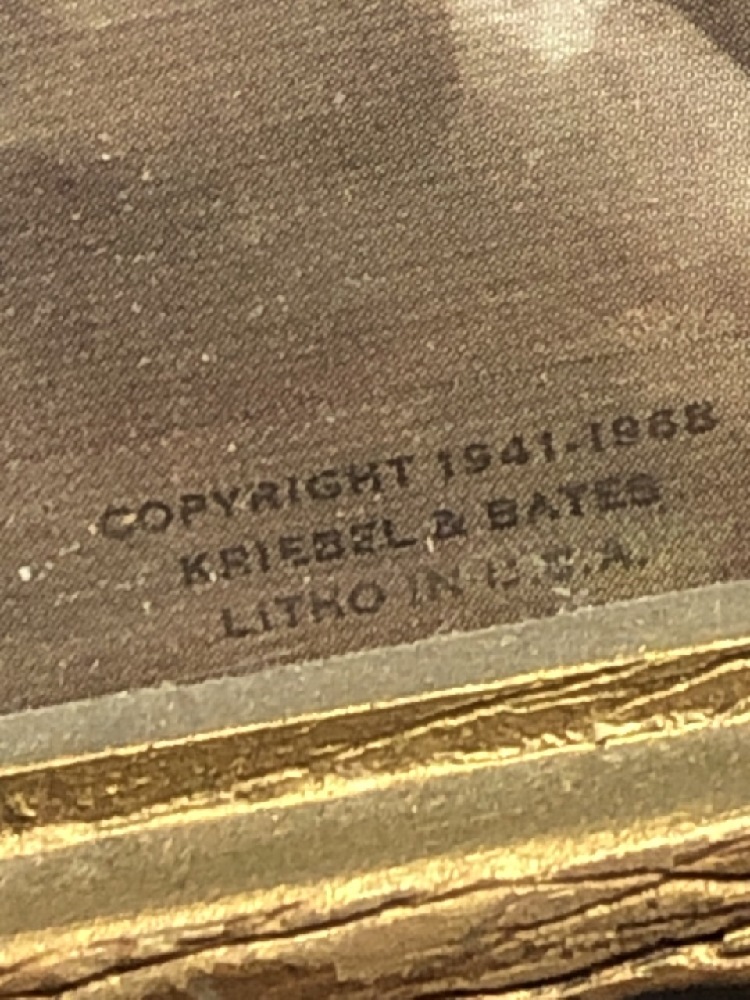 COPYRIGHT 1941-1968
KRIEBEL & BATES
LITHO IN U.S.A.